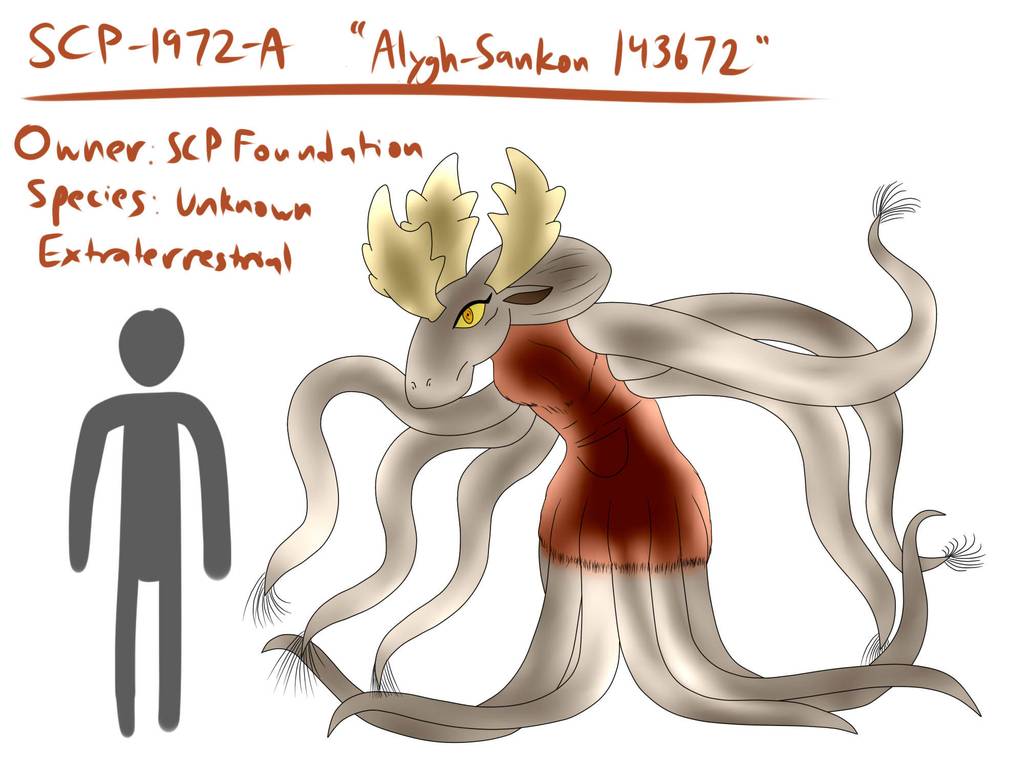 SCP-1972-A "Alygh-Sankon 143672"
Owner: SCP Foundation
Species: Unknown
Extraterrestrial